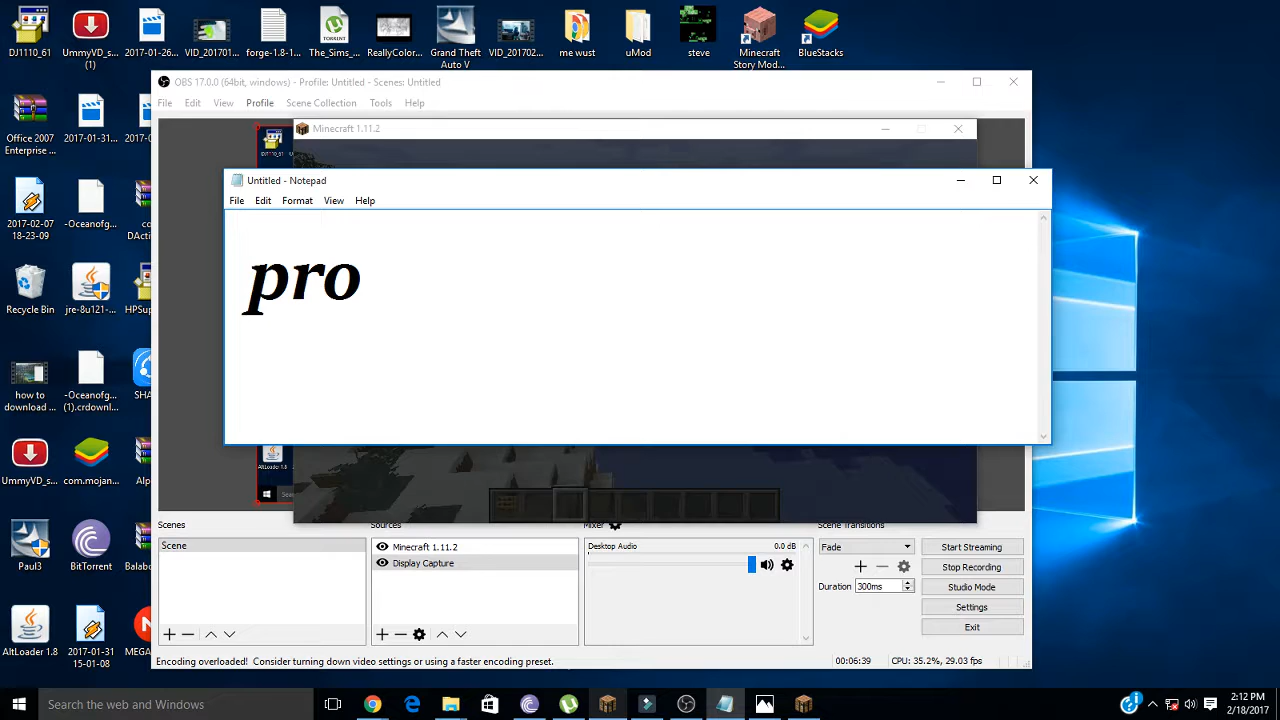 DJ1110_61
UmmyVD_s...
(1)
2017-01-26...
VID_201701...
forge-1.8-1...
The_Sims_...
TORRENT
ReallyColor...
Grand Theft
Auto V
VID_201702...
me wust
uMod
steve
Minecraft
Story Mod...
BlueStacks
OBS 17.0.0 (64bit, windows) - Profile: Untitled - Scenes: Untitled
File Edit View Profile Scene Collection Tools Help
Office 2007
Enterprise ...
2017-01-31...
2017-0
Minecraft 1.11.2
Untitled - Notepad
File Edit Format View Help
pro
2017-02-07
18-23-09
-Oceanofg...
co
DActi
Recycle Bin
jre-8u121-...
HPSup
how to
download ...
-Oceanofg...
(1).crdownl...
SHA
UmmyVD_s...
com.mojan...
Alp
AltLoader 1.8
Paul3
BitTorrent
Balabo
AltLoader 1.8
2017-01-31
15-01-08
MEGA
Scenes
Scene
Sources
Minecraft 1.11.2
Display Capture
Mixer
Desktop Audio 0.0 dB
Scene Transitions
Fade
Duration 300ms
Start Streaming
Stop Recording
Studio Mode
Settings
Exit
Encoding overloaded! Consider turning down video settings or using a faster encoding preset.
00:06:39
CPU: 35.2%, 29.03 fps
Search the web and Windows
2:12 PM
2/18/2017